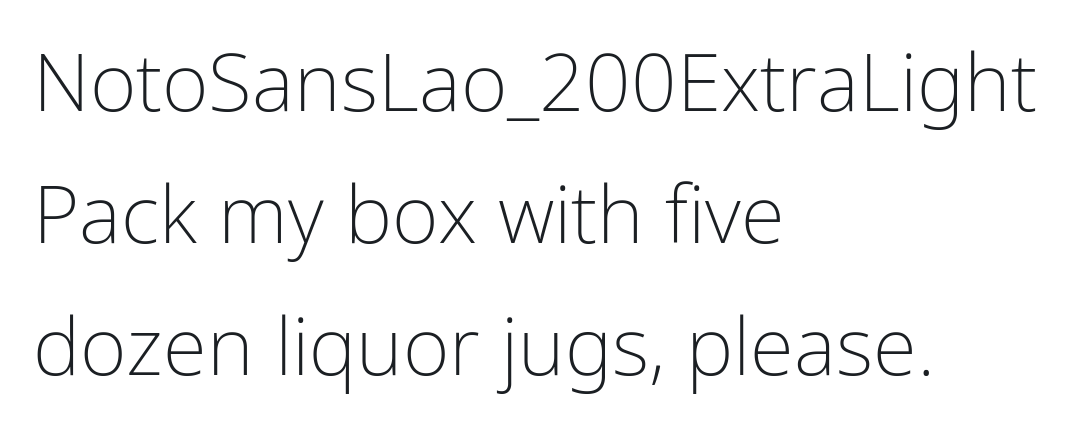 NotoSansLao_200ExtraLight
Pack my box with five
dozen liquor jugs, please.